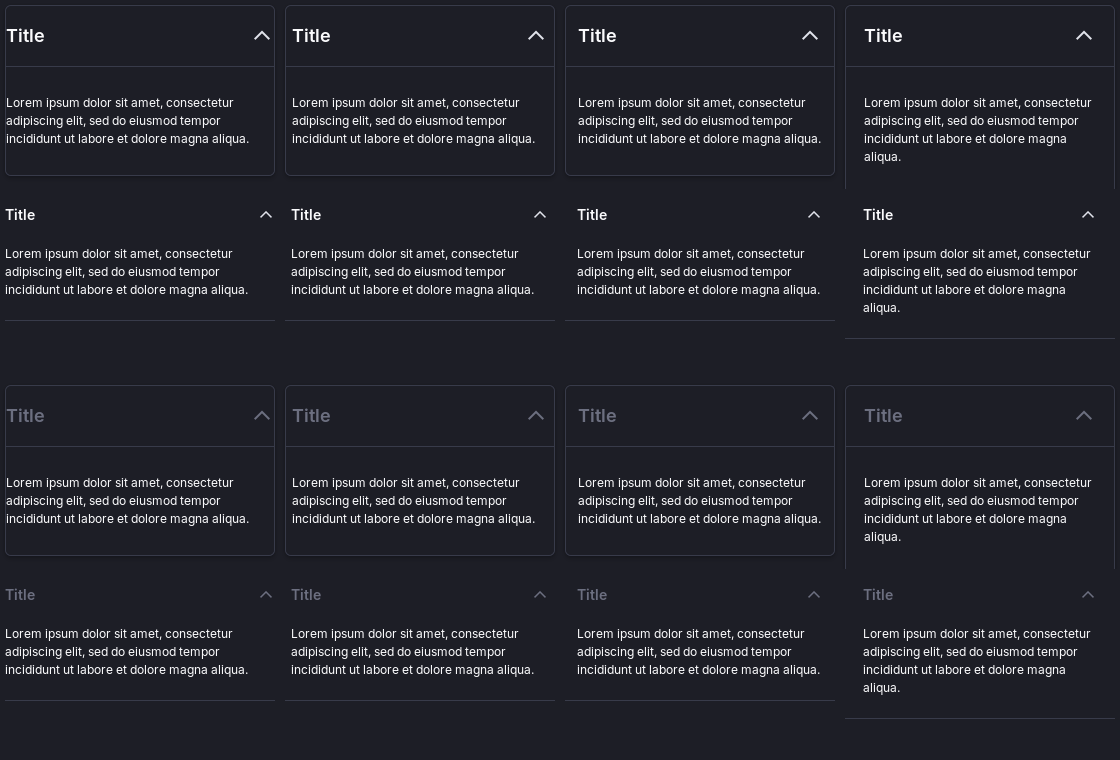 Title
Lorem ipsum dolor sit amet, consectetur
adipiscing elit, sed do eiusmod tempor
incididunt ut labore et dolore magna aliqua.
Title
Lorem ipsum dolor sit amet, consectetur
adipiscing elit, sed do eiusmod tempor
incididunt ut labore et dolore magna aliqua.
Title
Lorem ipsum dolor sit amet, consectetur
adipiscing elit, sed do eiusmod tempor
incididunt ut labore et dolore magna aliqua.
Title
Lorem ipsum dolor sit amet, consectetur
adipiscing elit, sed do eiusmod tempor
incididunt ut labore et dolore magna
aliqua.
Title
Lorem ipsum dolor sit amet, consectetur
adipiscing elit, sed do eiusmod tempor
incididunt ut labore et dolore magna aliqua.
Title
Lorem ipsum dolor sit amet, consectetur
adipiscing elit, sed do eiusmod tempor
incididunt ut labore et dolore magna aliqua.
Title
Lorem ipsum dolor sit amet, consectetur
adipiscing elit, sed do eiusmod tempor
incididunt ut labore et dolore magna aliqua.
Title
Lorem ipsum dolor sit amet, consectetur
adipiscing elit, sed do eiusmod tempor
incididunt ut labore et dolore magna
aliqua.
Title
Lorem ipsum dolor sit amet, consectetur
adipiscing elit, sed do eiusmod tempor
incididunt ut labore et dolore magna aliqua.
Title
Lorem ipsum dolor sit amet, consectetur
adipiscing elit, sed do eiusmod tempor
incididunt ut labore et dolore magna aliqua.
Title
Lorem ipsum dolor sit amet, consectetur
adipiscing elit, sed do eiusmod tempor
incididunt ut labore et dolore magna aliqua.
Title
Lorem ipsum dolor sit amet, consectetur
adipiscing elit, sed do eiusmod tempor
incididunt ut labore et dolore magna
aliqua.
Title
Lorem ipsum dolor sit amet, consectetur
adipiscing elit, sed do eiusmod tempor
incididunt ut labore et dolore magna aliqua.
Title
Lorem ipsum dolor sit amet, consectetur
adipiscing elit, sed do eiusmod tempor
incididunt ut labore et dolore magna aliqua.
Title
Lorem ipsum dolor sit amet, consectetur
adipiscing elit, sed do eiusmod tempor
incididunt ut labore et dolore magna aliqua.
Title
Lorem ipsum dolor sit amet, consectetur
adipiscing elit, sed do eiusmod tempor
incididunt ut labore et dolore magna
aliqua.